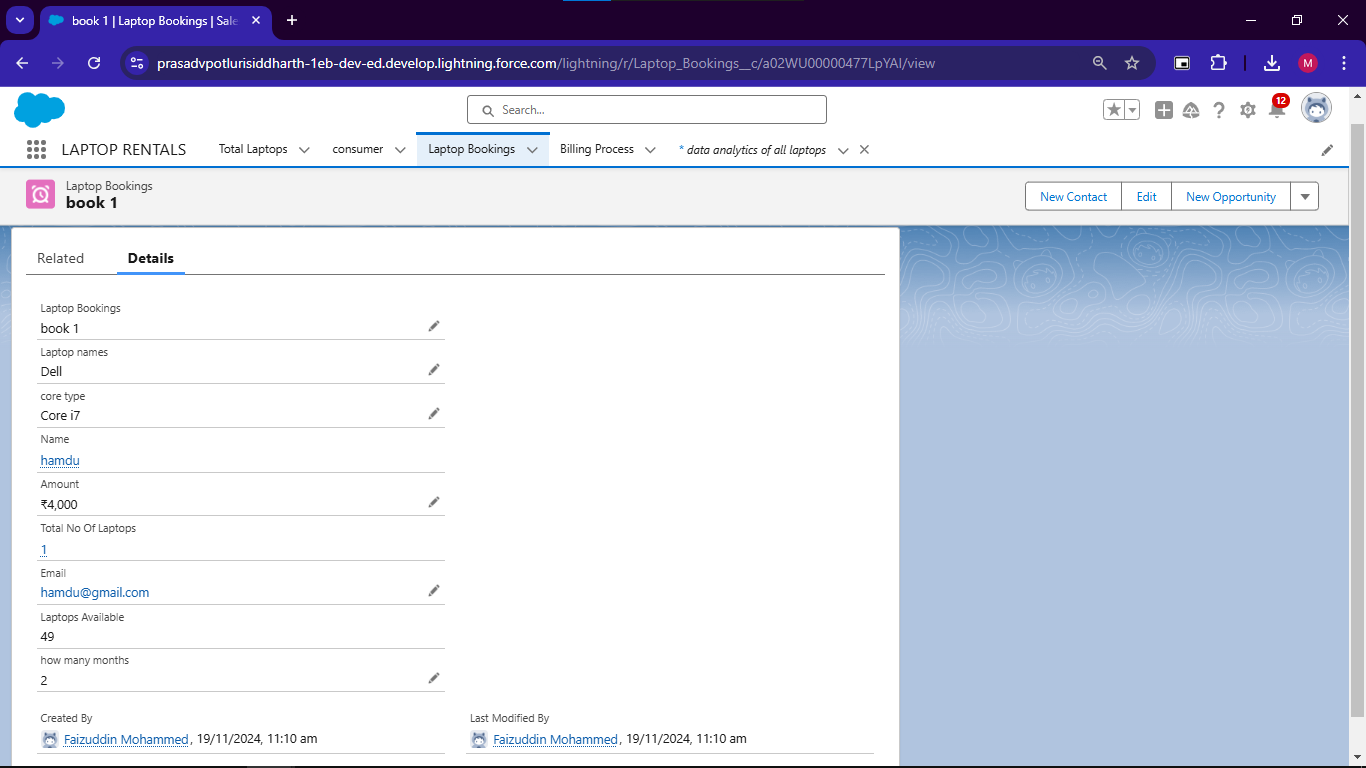 book 1 | Laptop Bookings | Sale
prasadvpotlurisiddharth-1eb-dev-ed.develop.lightning.force.com/lightning/r/Laptop_Bookings__c/a02WU00000477LpYAI/view
M
Search...
12
LAPTOP RENTALS
Total Laptops
consumer
Laptop Bookings
Billing Process
* data analytics of all laptops
Laptop Bookings
book 1
New Contact
Edit
New Opportunity
Related
Details
Laptop Bookings
book 1
Laptop names
Dell
core type
Core i7
Name
hamdu
Amount
₹4,000
Total No Of Laptops
1
Email
hamdu@gmail.com
Laptops Available
49
how many months
2
Created By
Faizuddin Mohammed, 19/11/2024, 11:10 am
Last Modified By
Faizuddin Mohammed, 19/11/2024, 11:10 am